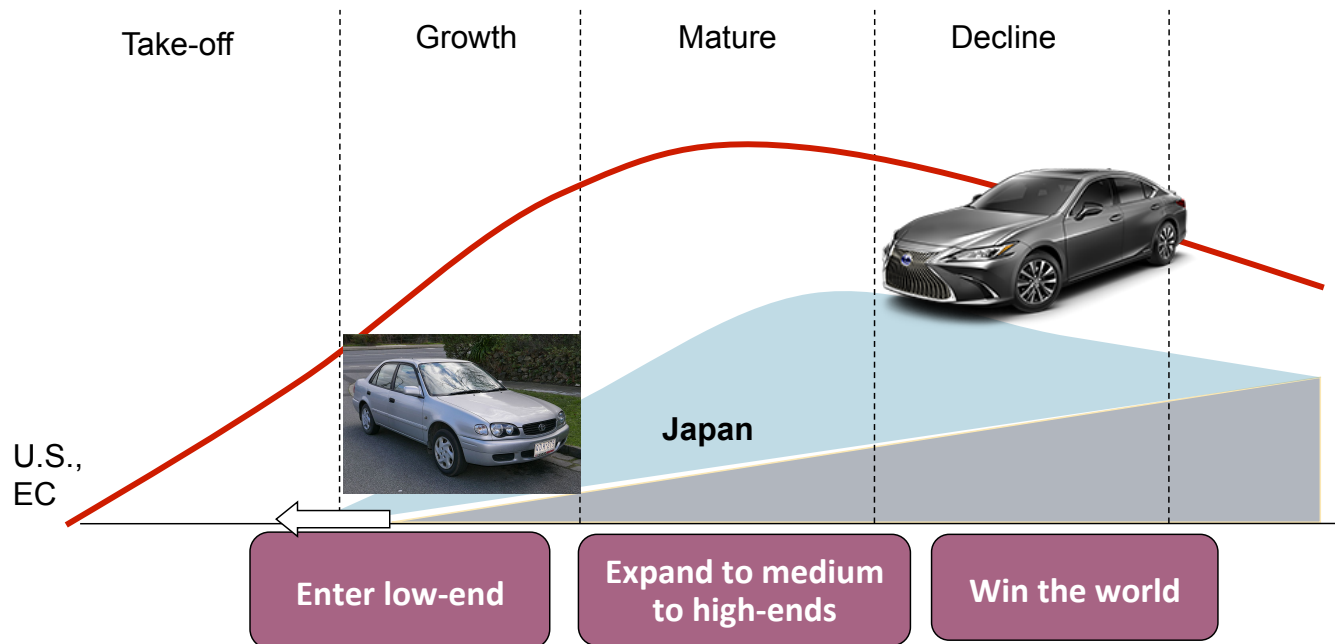 Take-off
Growth
Mature
Decline
U.S.,
EC
Japan
Enter low-end
Expand to medium
to high-ends
Win the world